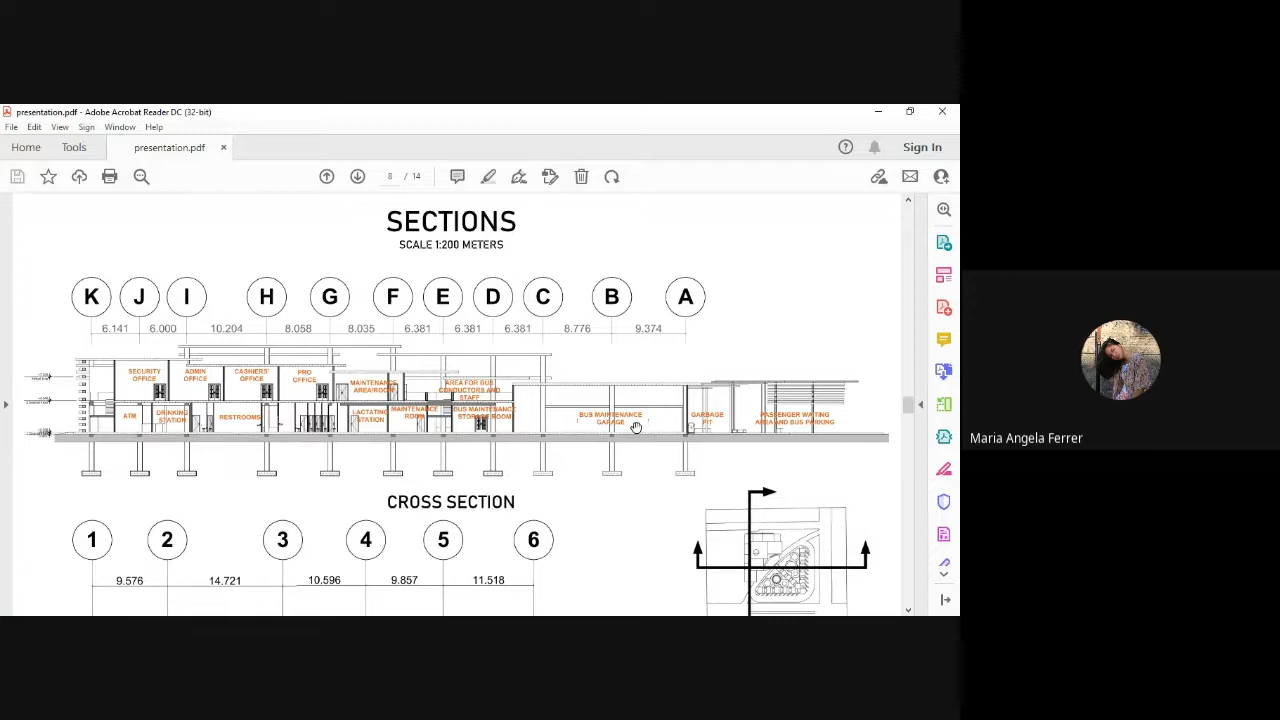 presentation.pdf - Adobe Acrobat Reader DC (32-bit)
File Edit View Sign Window Help
Home Tools presentation.pdf × Sign In
8 / 14
SECTIONS
SCALE 1:200 METERS
K J I H G F E D C B A
6.141 6.000 10.204 8.058 8.035 6.381 6.381 6.381 8.776 9.374
SECURITY OFFICE
ADMIN OFFICE
CASHIERS' OFFICE
PRO OFFICE
MAINTENANCE AREA/ROOM
AREA FOR BUS CONDUCTORS AND STAFF
ATM
DRINKING STATION
RESTROOMS
LACTATING STATION
MAINTENANCE ROOM
BUS MAINTENANCE STORAGE ROOM
BUS MAINTENANCE GARAGE
GARBAGE PIT
PASSENGER WAITING AREA AND BUS PARKING
CROSS SECTION
1 2 3 4 5 6
9.576 14.721 10.596 9.857 11.518
Maria Angela Ferrer